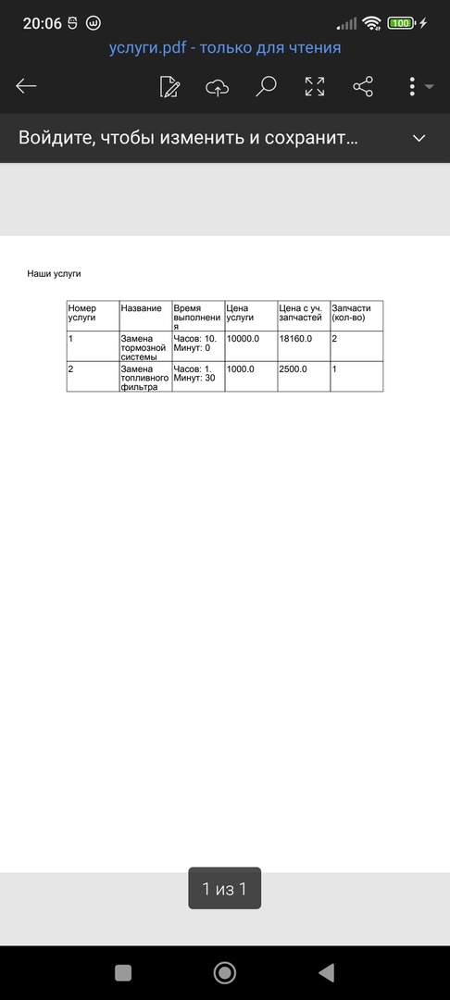 20:06
100
услуги.pdf - только для чтения
Войдите, чтобы изменить и сохранит...
Наши услуги
Номер услуги Название Время выполнения Цена услуги Цена с уч. запчастей Запчасти (кол-во)
1 Замена тормозной системы Часов: 10. Минут: 0 10000.0 18160.0 2
2 Замена топливного фильтра Часов: 1. Минут: 30 1000.0 2500.0 1
1 из 1